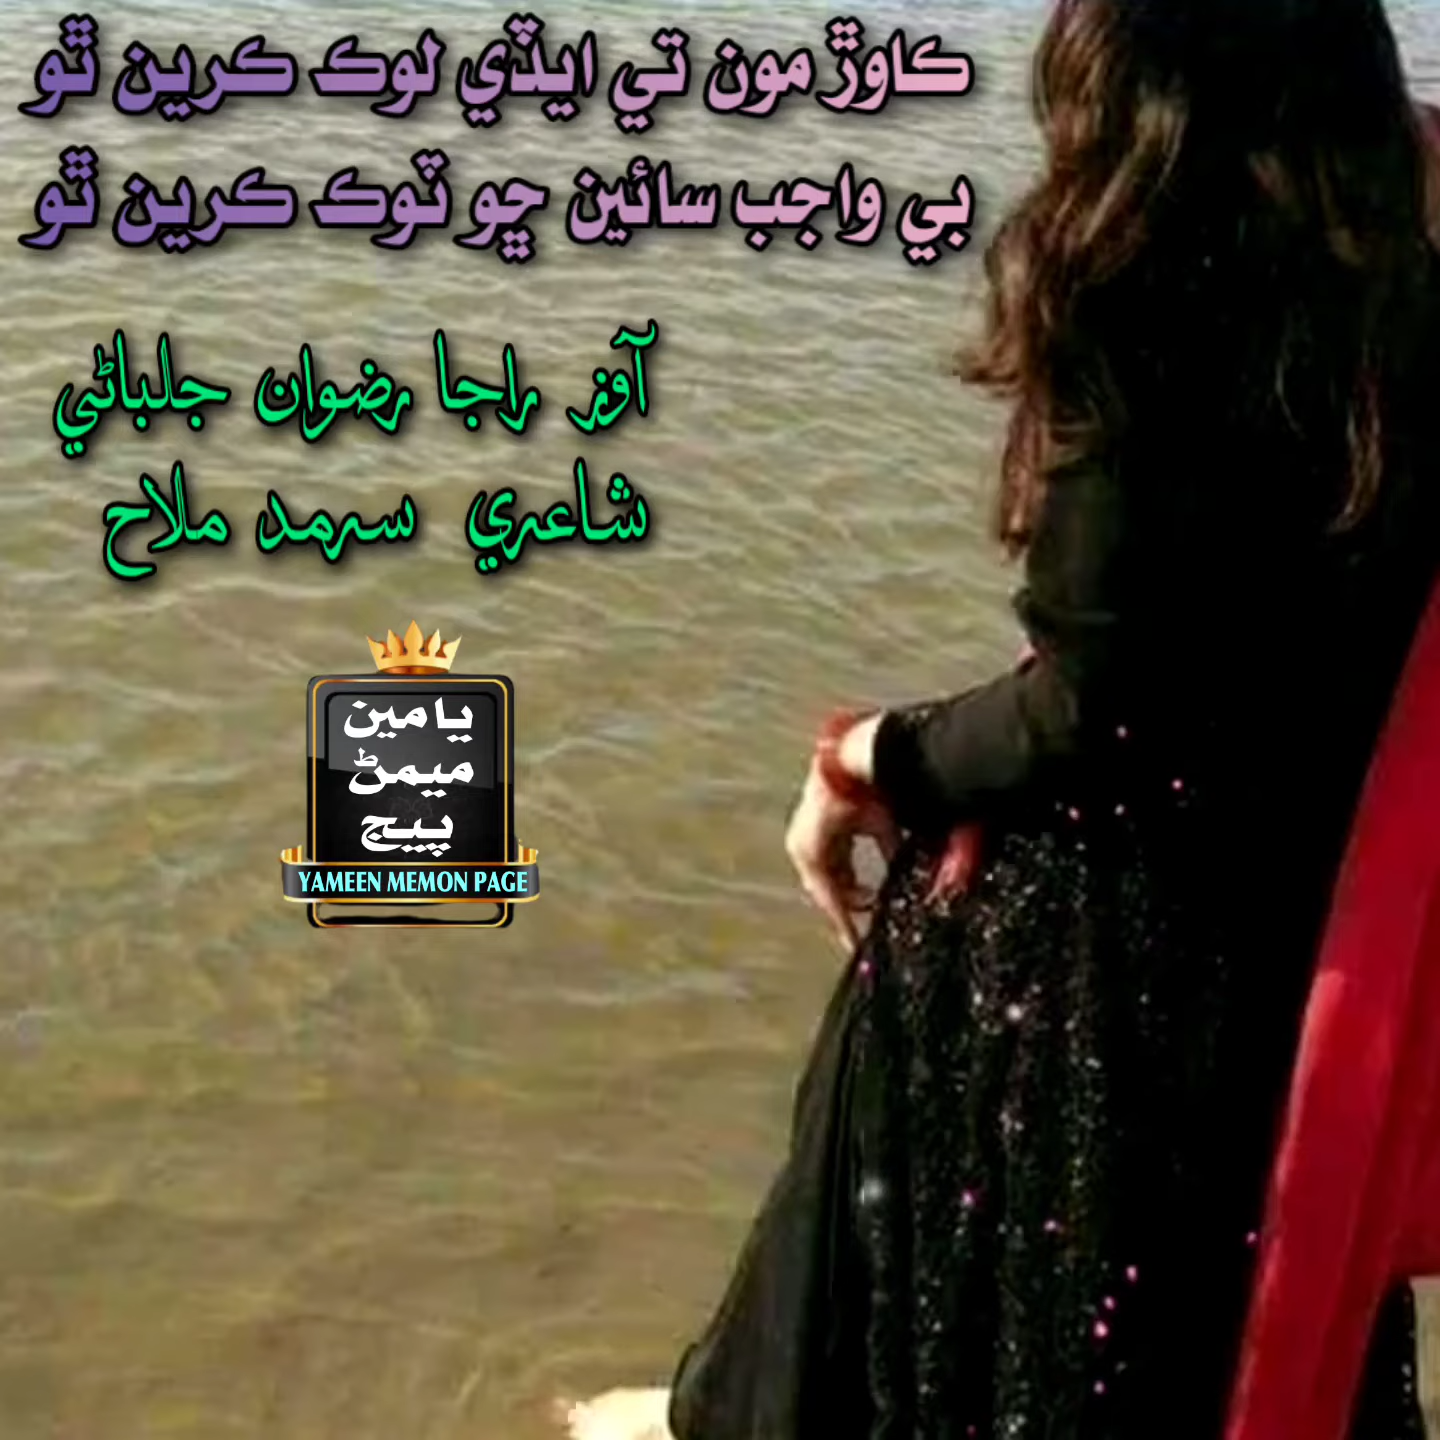 ڪاوڙ مون تي ايڏي لوڪ ڪرين ٿو
بي واجب سائين ڇو ٽوڪ ڪرين ٿو
آوز راجا رضوان جلباڻي
شاعري سرمد ملاح
يامين
ميمڻ
پيج
YAMEEN MEMON PAGE